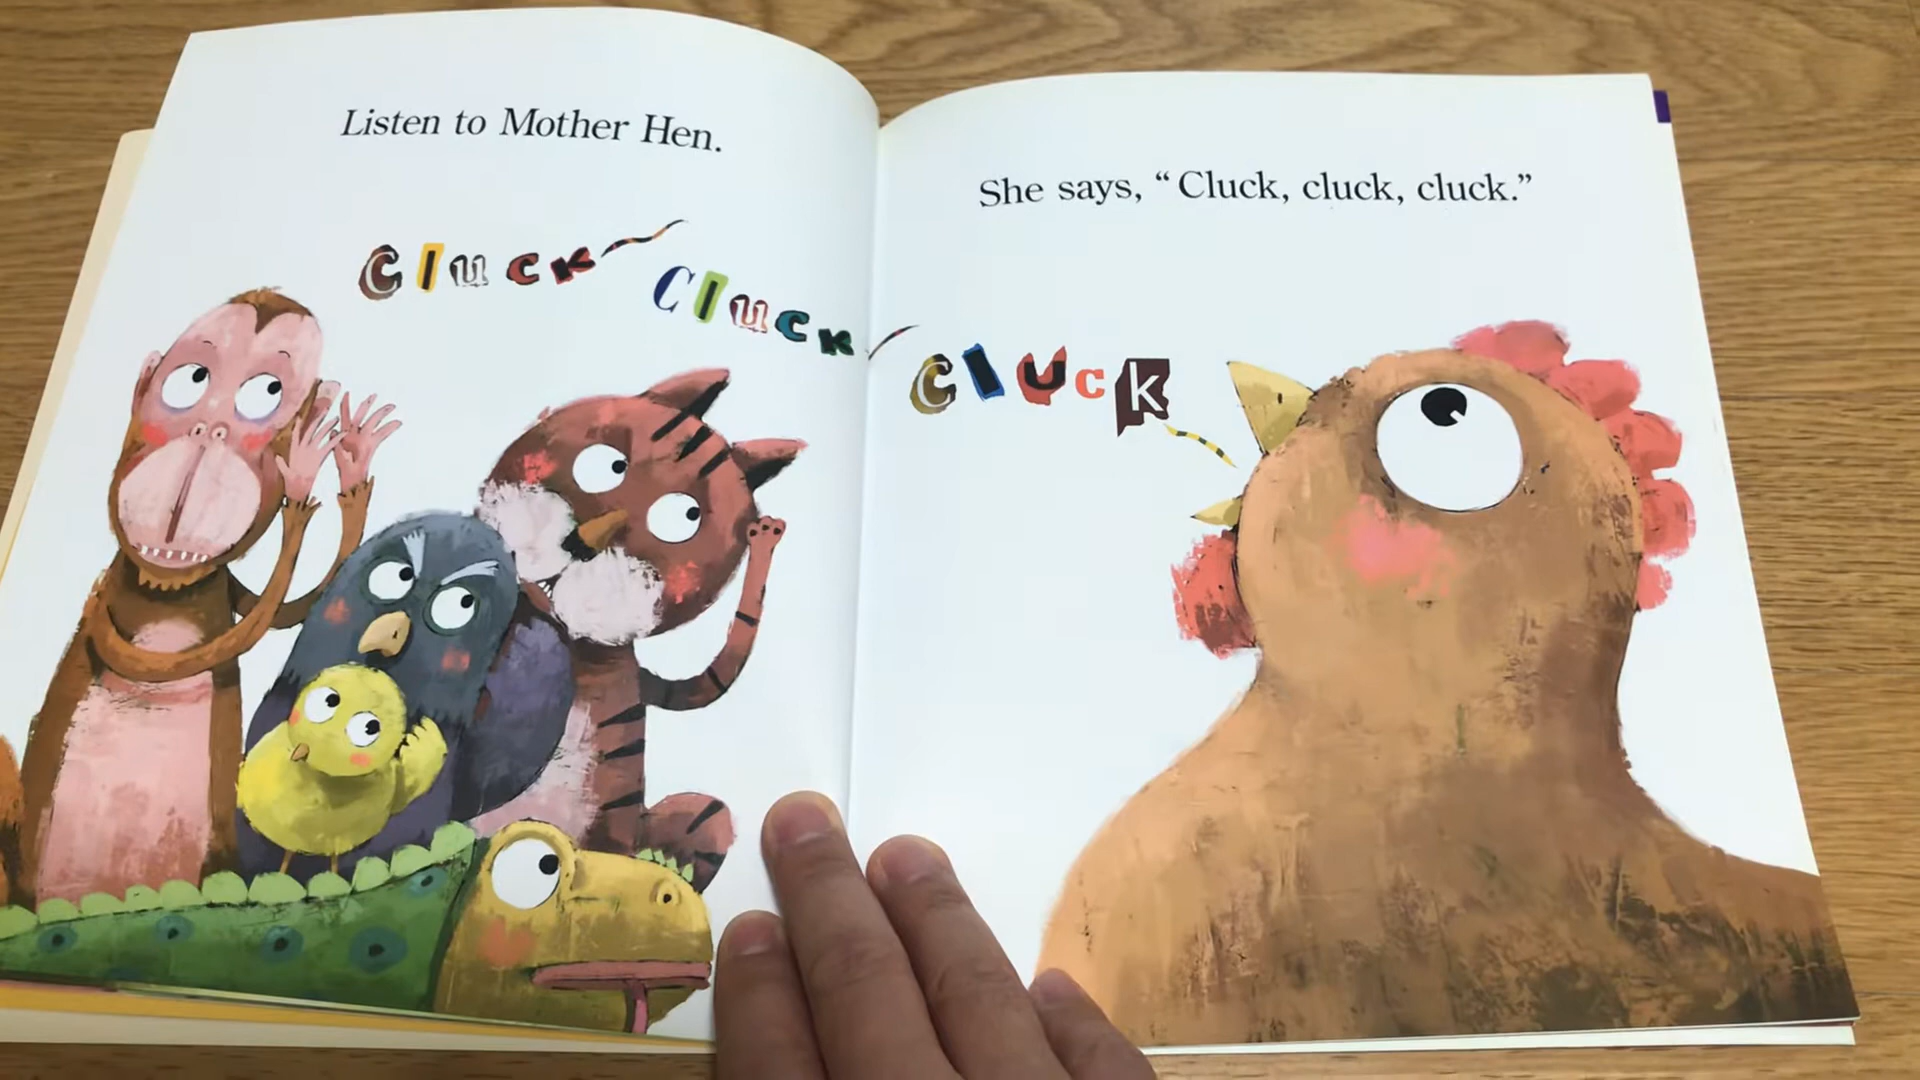 Listen to Mother Hen.
Cluck
Cluck
She says, “Cluck, cluck, cluck.”
Cluck